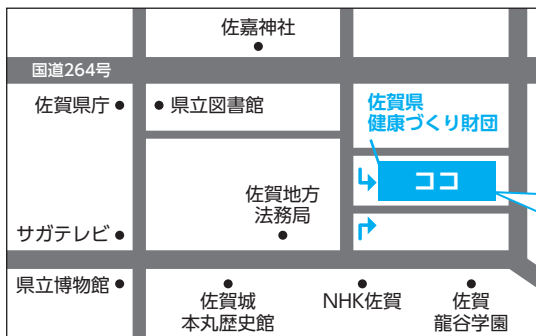 佐嘉神社
国道264号
佐賀県庁
県立図書館
佐賀県
健康づくり財団
ココ
佐賀地方
法務局
サガテレビ
県立博物館
佐賀城
本丸歴史館
NHK佐賀
佐賀
龍谷学園